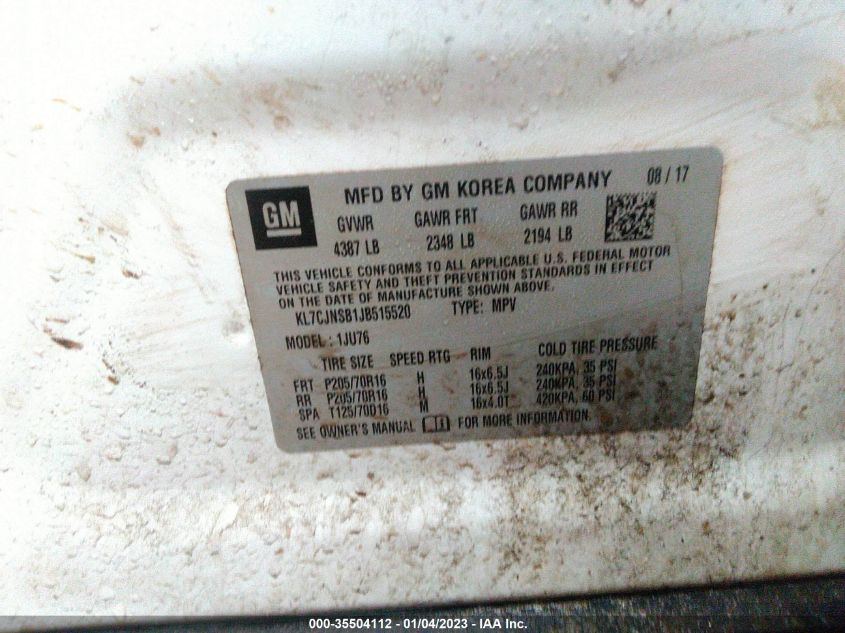 GM
MFD BY GM KOREA COMPANY 08 / 17
GVWR GAWR FRT GAWR RR
4387 LB 2348 LB 2194 LB
THIS VEHICLE CONFORMS TO ALL APPLICABLE U.S. FEDERAL MOTOR
VEHICLE SAFETY AND THEFT PREVENTION STANDARDS IN EFFECT
ON THE DATE OF MANUFACTURE SHOWN ABOVE.
KL7CJNSB1JB515520 TYPE: MPV
MODEL : 1JU76
TIRE SIZE SPEED RTG RIM COLD TIRE PRESSURE
FRT P205/70R16 H 16x6.5J 240KPA, 35 PSI
RR P205/70R16 H 16x6.5J 240KPA, 35 PSI
SPA T125/70D16 M 16x4.0T 420KPA, 60 PSI
SEE OWNER'S MANUAL FOR MORE INFORMATION.
000-35504112 - 01/04/2023 - IAA Inc.